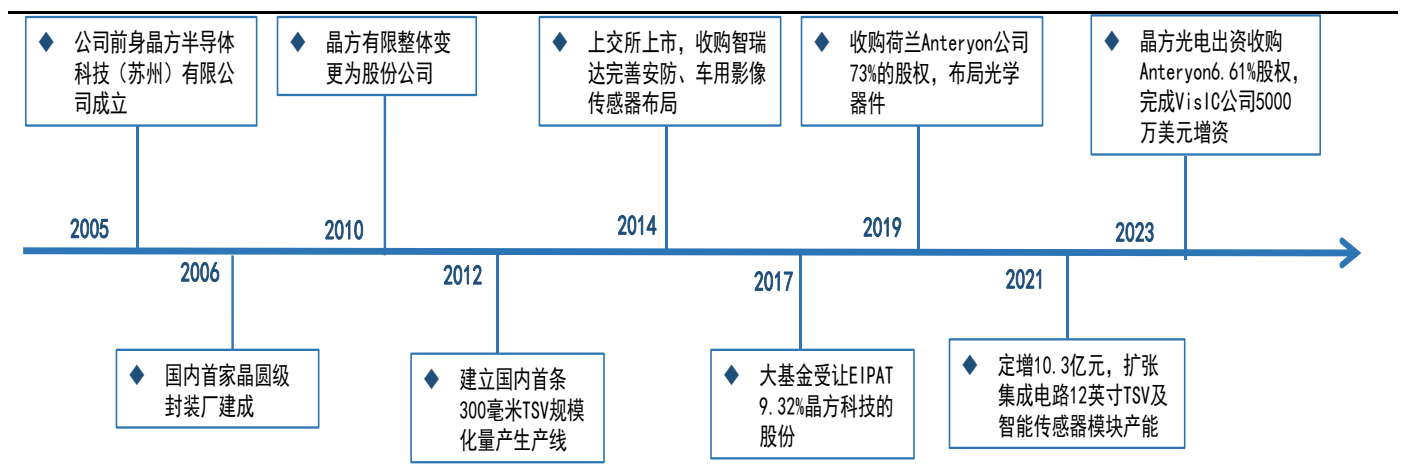 公司前身晶方半导体
科技（苏州）有限公
司成立
晶方有限整体变
更为股份公司
上交所上市，收购智瑞
达完善安防、车用影像
传感器布局
收购荷兰Anteryon公司
73%的股权，布局光学
器件
晶方光电出资收购
Anteryon6.61%股权，
完成VisIC公司5000
万美元增资
2005
2010
2014
2019
2023
2006
2012
2017
2021
国内首家晶圆级
封装厂建成
建立国内首条
300毫米TSV规模
化量产生产线
大基金受让EIPAT
9.32%晶方科技的
股份
定增10.3亿元，扩张
集成电路12英寸TSV及
智能传感器模块产能